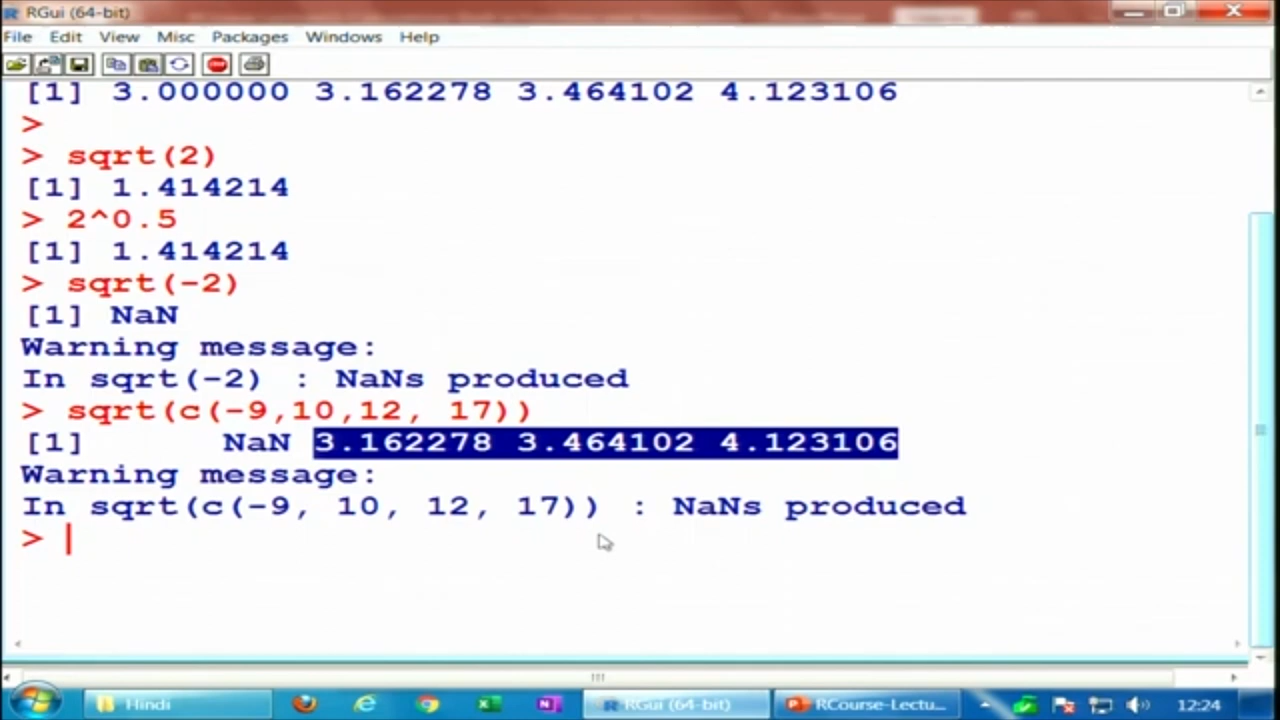 RGui (64-bit)
File Edit View Misc Packages Windows Help
STOP
[1] 3.000000 3.162278 3.464102 4.123106
>
> sqrt(2)
[1] 1.414214
> 2^0.5
[1] 1.414214
> sqrt(-2)
[1] NaN
Warning message:
In sqrt(-2) : NaNs produced
> sqrt(c(-9,10,12, 17))
[1]      NaN 3.162278 3.464102 4.123106
Warning message:
In sqrt(c(-9, 10, 12, 17)) : NaNs produced
>
Hindi RGui (64-bit) RCourse-Lectu... 12:24